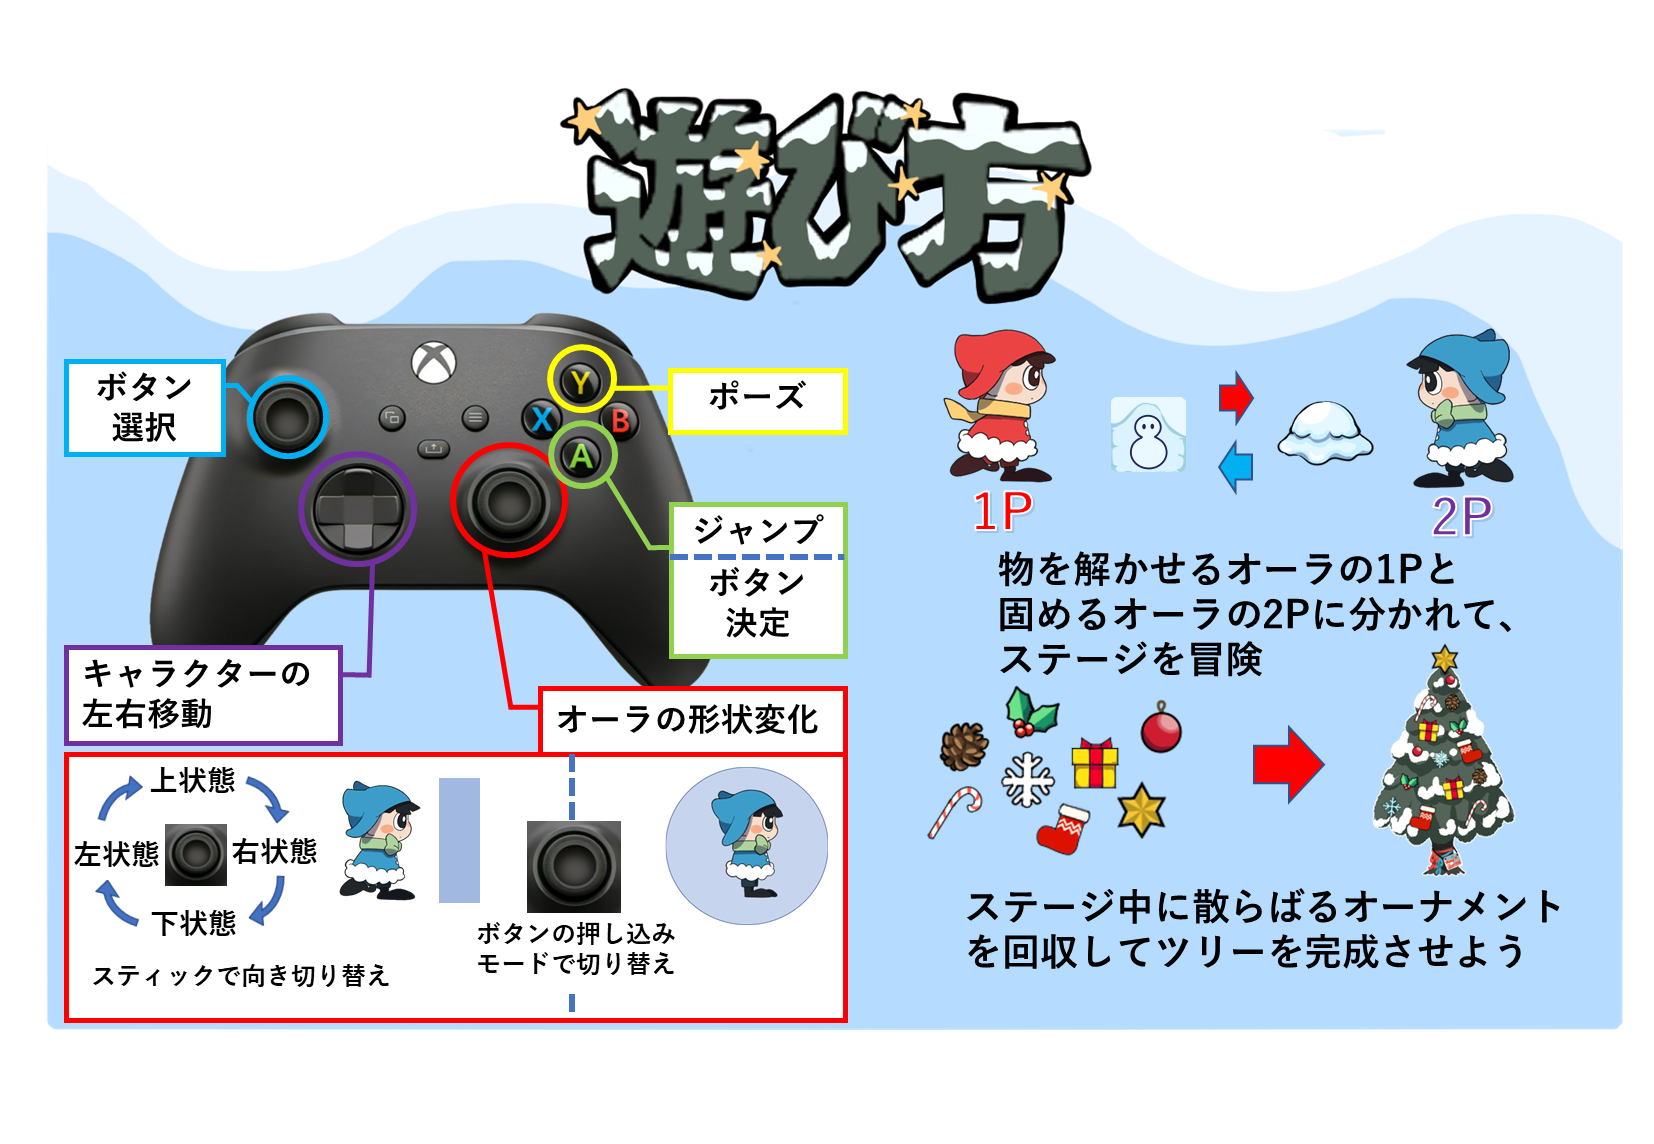 遊び方
ボタン
選択
Y
X
B
A
ポーズ
ジャンプ
ボタン
決定
キャラクターの
左右移動
オーラの形状変化
上状態
左状態
右状態
下状態
スティックで向き切り替え
ボタンの押し込み
モードで切り替え
1P
2P
物を解かせるオーラの1Pと
固めるオーラの2Pに分かれて、
ステージを冒険
ステージ中に散らばるオーナメント
を回収してツリーを完成させよう